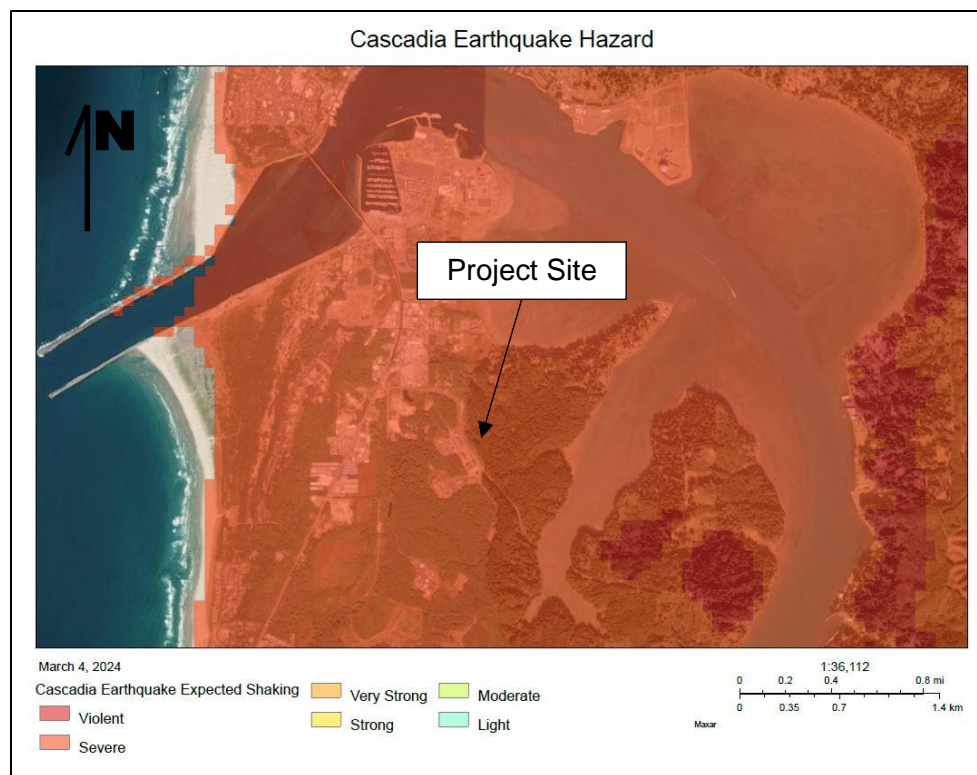 Cascadia Earthquake Hazard
N
Project Site
March 4, 2024
Cascadia Earthquake Expected Shaking
Violent
Severe
Very Strong
Strong
Moderate
Light
1:36,112
0 0.2 0.4 0.8 mi
0 0.35 0.7 1.4 km
Maxar